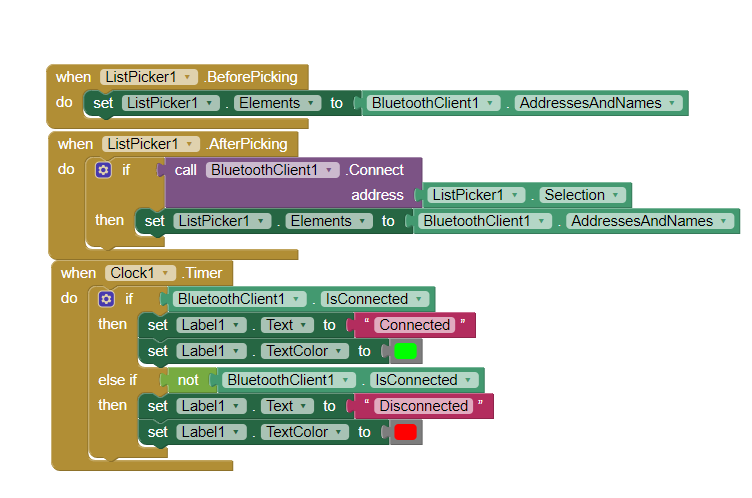 when ListPicker1 .BeforePicking
do set ListPicker1 . Elements to BluetoothClient1 . AddressesAndNames
when ListPicker1 .AfterPicking
do if call BluetoothClient1 .Connect
address ListPicker1 . Selection
then set ListPicker1 . Elements to BluetoothClient1 . AddressesAndNames
when Clock1 .Timer
do if BluetoothClient1 . IsConnected
then set Label1 . Text to “ Connected ”
set Label1 . TextColor to
else if not BluetoothClient1 . IsConnected
then set Label1 . Text to “ Disconnected ”
set Label1 . TextColor to